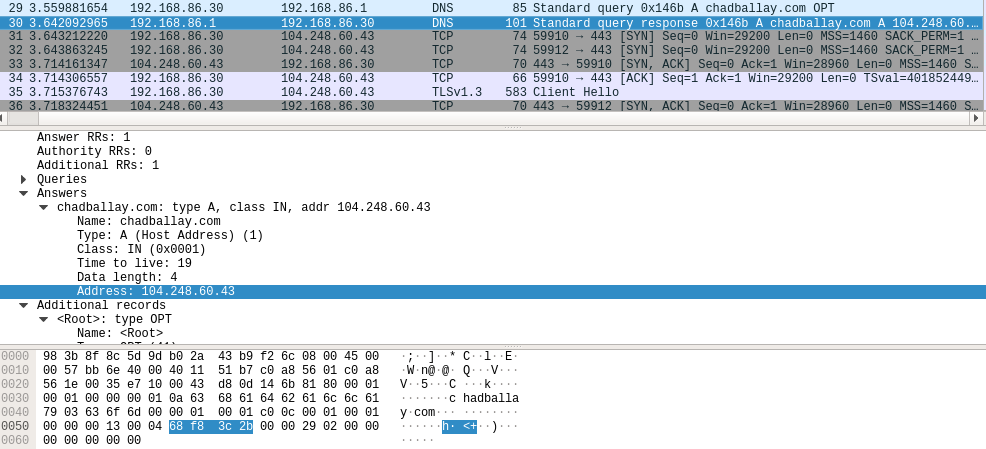 29 3.559881654 192.168.86.30 192.168.86.1 DNS 85 Standard query 0x146b A chadballay.com OPT
30 3.642092965 192.168.86.1 192.168.86.30 DNS 101 Standard query response 0x146b A chadballay.com A 104.248.60.…
31 3.643212220 192.168.86.30 104.248.60.43 TCP 74 59910 → 443 [SYN] Seq=0 Win=29200 Len=0 MSS=1460 SACK_PERM=1 …
32 3.643863245 192.168.86.30 104.248.60.43 TCP 74 59912 → 443 [SYN] Seq=0 Win=29200 Len=0 MSS=1460 SACK_PERM=1 …
33 3.714161347 104.248.60.43 192.168.86.30 TCP 70 443 → 59910 [SYN, ACK] Seq=0 Ack=1 Win=28960 Len=0 MSS=1460 S…
34 3.714306557 192.168.86.30 104.248.60.43 TCP 66 59910 → 443 [ACK] Seq=1 Ack=1 Win=29200 Len=0 TSval=401852449…
35 3.715376743 192.168.86.30 104.248.60.43 TLSv1.3 583 Client Hello
36 3.718324451 104.248.60.43 192.168.86.30 TCP 70 443 → 59912 [SYN, ACK] Seq=0 Ack=1 Win=28960 Len=0 MSS=1460 S…
Answer RRs: 1
Authority RRs: 0
Additional RRs: 1
Queries
Answers
chadballay.com: type A, class IN, addr 104.248.60.43
Name: chadballay.com
Type: A (Host Address) (1)
Class: IN (0x0001)
Time to live: 19
Data length: 4
Address: 104.248.60.43
Additional records
<Root>: type OPT
Name: <Root>
Type: OPT (41)
0000 98 3b 8f 8c 5d 9d b0 2a 43 b9 f2 6c 08 00 45 00 ·;··]··* C··l··E·
0010 00 57 bb 6e 40 00 40 11 51 b7 c0 a8 56 01 c0 a8 ·W·n@·@· Q···V···
0020 56 1e 00 35 e7 10 00 43 d8 0d 14 6b 81 80 00 01 V··5···C ···k····
0030 00 01 00 00 00 01 0a 63 68 61 64 62 61 6c 6c 61 ·······c hadballa
0040 79 03 63 6f 6d 00 00 01 00 01 c0 0c 00 01 00 01 y·com··· ········
0050 00 00 00 13 00 04 68 f8 3c 2b 00 00 29 02 00 00 ······h· <+··)···
0060 00 00 00 00 00 ·····